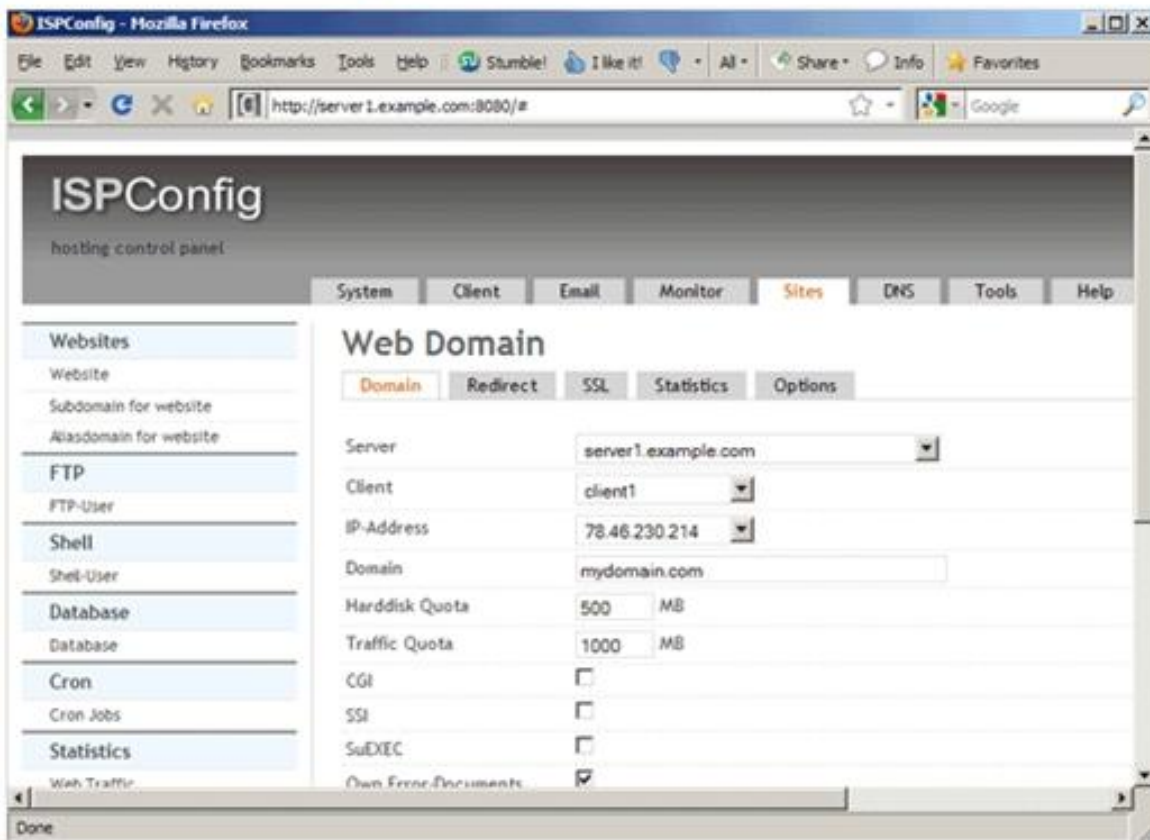 ISPConfig - Mozilla Firefox
File Edit View History Bookmarks Tools Help Stumble! I like it! All Share Info Favorites
http://server1.example.com:8080/# Google
ISPConfig
hosting control panel
System Client Email Monitor Sites DNS Tools Help
Websites
Website
Subdomain for website
Aliasdomain for website
FTP
FTP-User
Shell
Shell-User
Database
Database
Cron
Cron Jobs
Statistics
Web Traffic
Web Domain
Domain Redirect SSL Statistics Options
Server server1.example.com
Client client1
IP-Address 78.46.230.214
Domain mydomain.com
Harddisk Quota 500 MB
Traffic Quota 1000 MB
CGI
SSI
SuEXEC
Own Error-Documents
Done